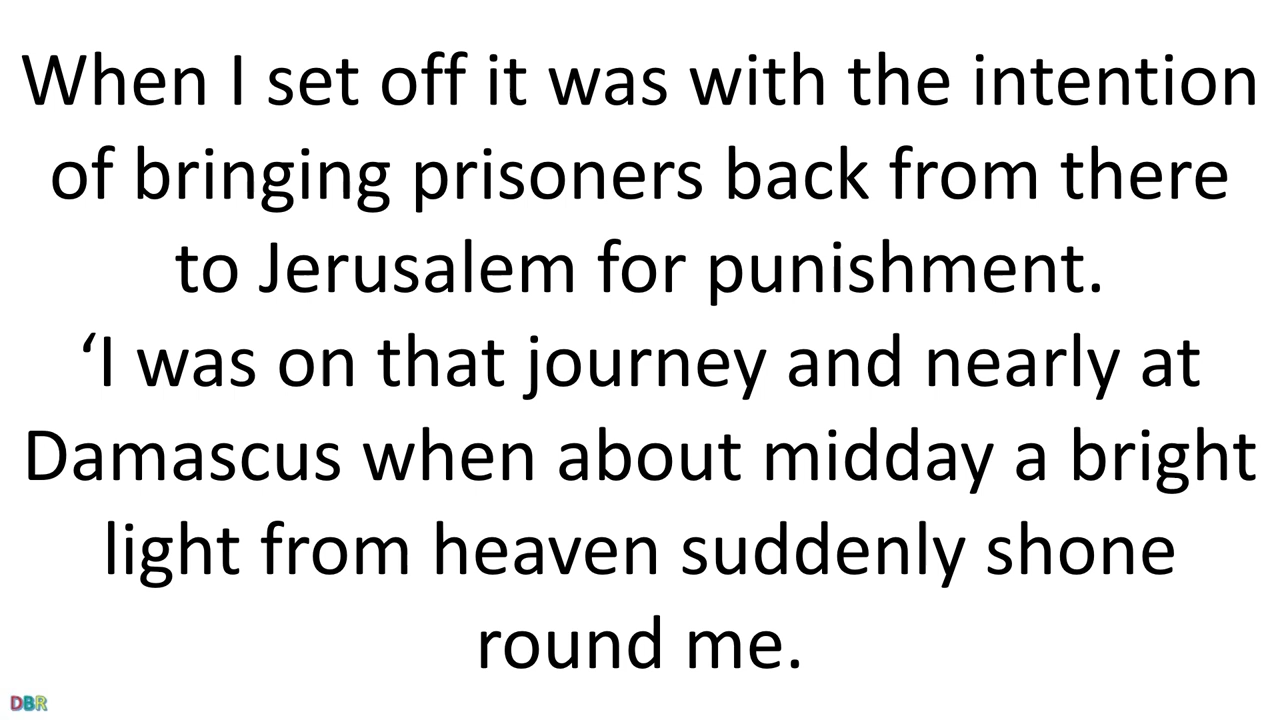 When I set off it was with the intention
of bringing prisoners back from there
to Jerusalem for punishment.
‘I was on that journey and nearly at
Damascus when about midday a bright
light from heaven suddenly shone
round me.
DBR